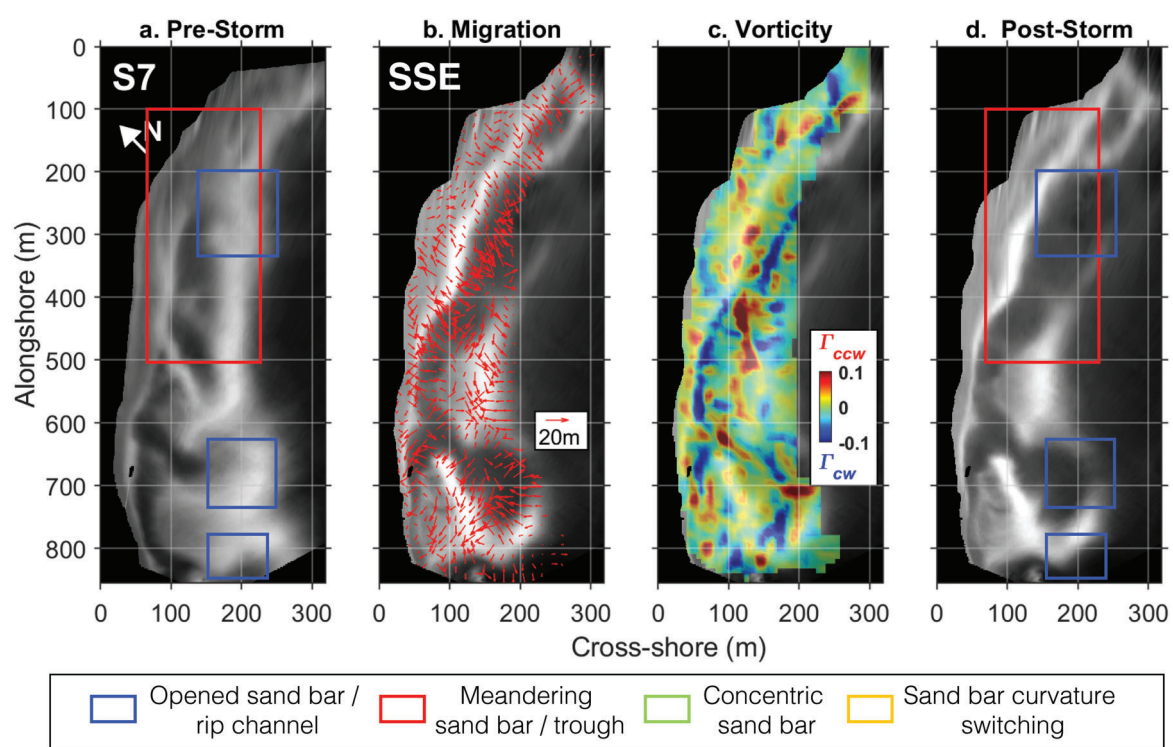 a. Pre-Storm b. Migration c. Vorticity d. Post-Storm
S7 SSE
N
0
100
200
300
400
500
600
700
800
Alongshore (m)
20m
Γccw
0.1
0
-0.1
Γcw
0 100 200 300 0 100 200 300 0 100 200 300 0 100 200 300
Cross-shore (m)
Opened sand bar / rip channel
Meandering sand bar / trough
Concentric sand bar
Sand bar curvature switching